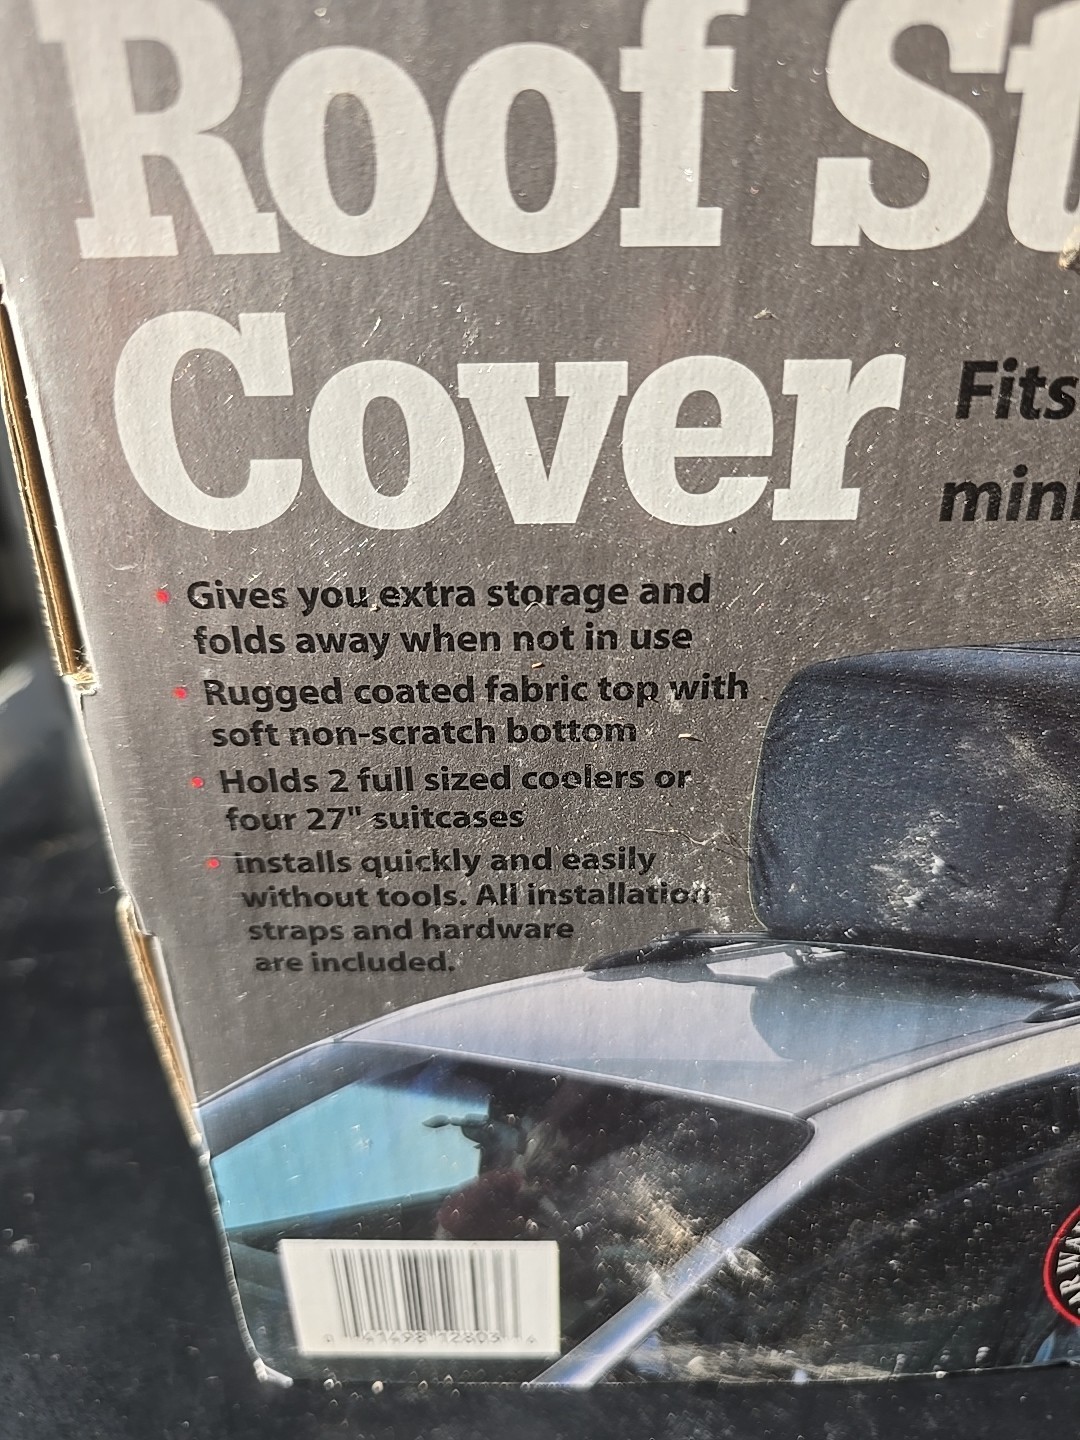 Roof St
Cover
Fits
mini
• Gives you extra storage and
folds away when not in use
• Rugged coated fabric top with
soft non-scratch bottom
• Holds 2 full sized coolers or
four 27" suitcases
• installs quickly and easily
without tools. All installation
straps and hardware
are included.
41498 12803